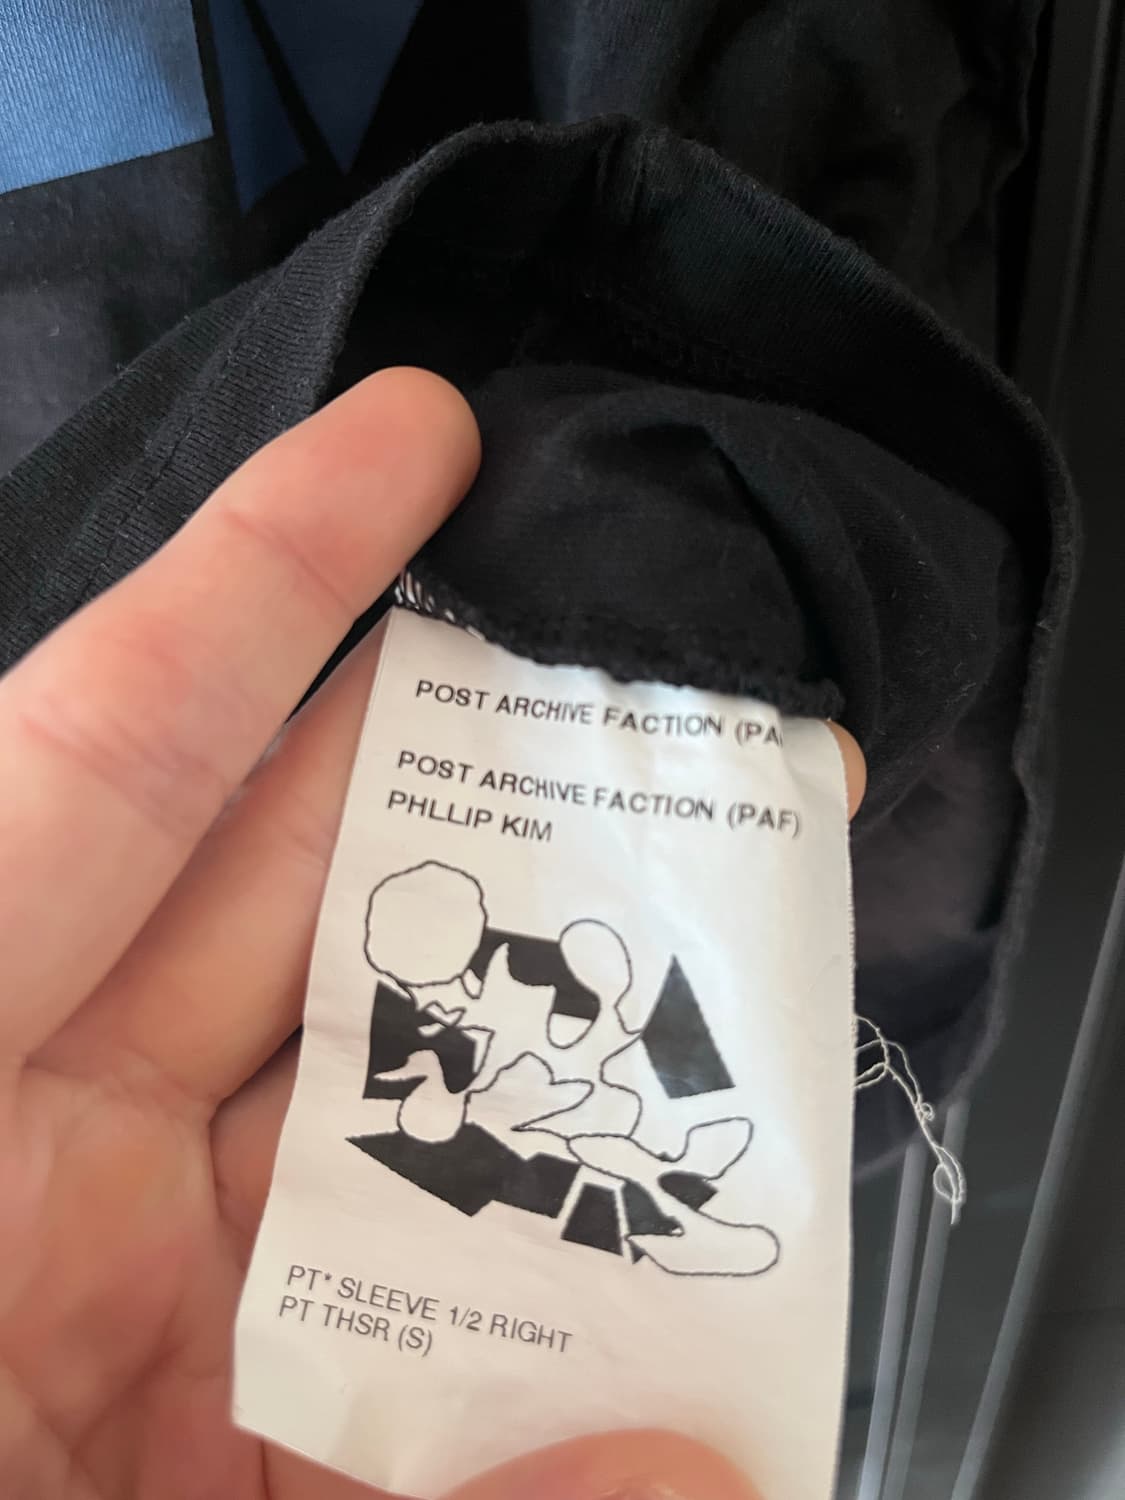 POST ARCHIVE FACTION (PA
POST ARCHIVE FACTION (PAF)
PHLLIP KIM
PT* SLEEVE 1/2 RIGHT
PT THSR (S)